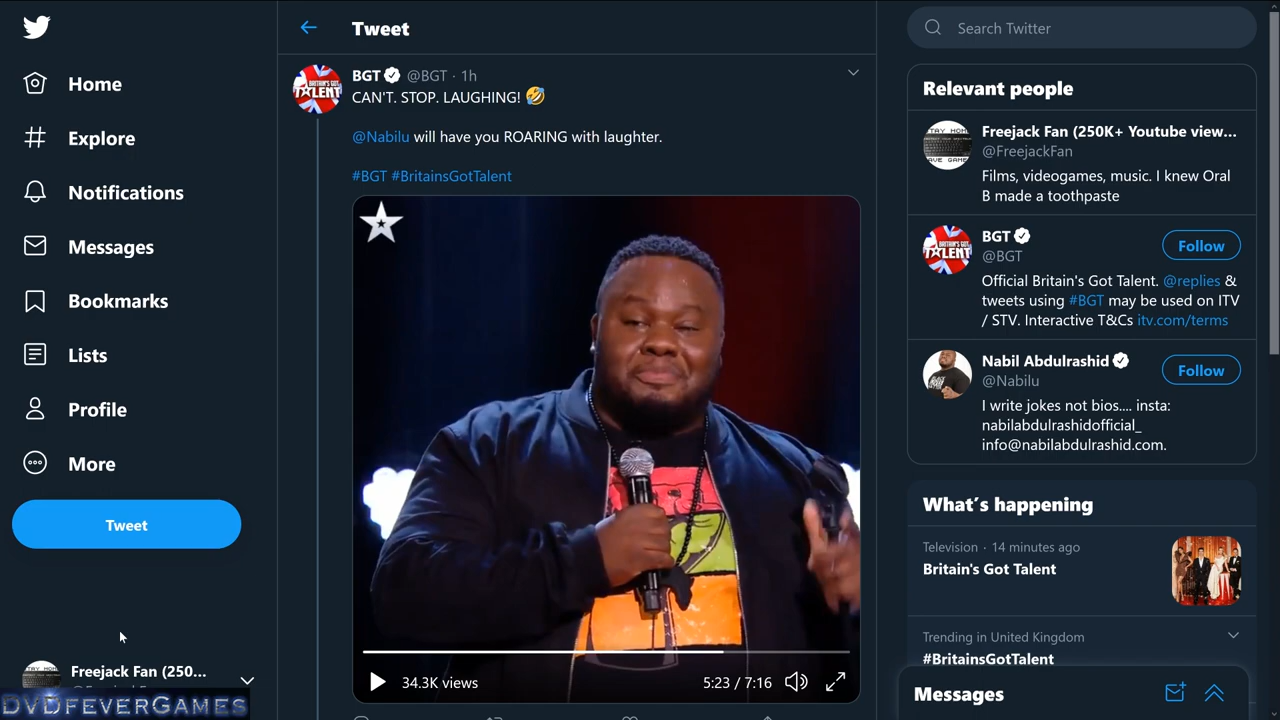 Home
Explore
Notifications
Messages
Bookmarks
Lists
Profile
More
Tweet
Freejack Fan (250...
DVDFEVERGAMES
Tweet
BRITAIN'S GOT
TALENT
BGT @BGT · 1h
CAN'T. STOP. LAUGHING! 🤣
@Nabilu will have you ROARING with laughter.
#BGT #BritainsGotTalent
34.3K views
5:23 / 7:16
Search Twitter
Relevant people
Freejack Fan (250K+ Youtube view...
@FreejackFan
Films, videogames, music. I knew Oral
B made a toothpaste
BGT
@BGT
Follow
Official Britain's Got Talent. @replies &
tweets using #BGT may be used on ITV
/ STV. Interactive T&Cs itv.com/terms
Nabil Abdulrashid
@Nabilu
Follow
I write jokes not bios.... insta:
nabilabdulrashidofficial_
info@nabilabdulrashid.com.
What's happening
Television · 14 minutes ago
Britain's Got Talent
Trending in United Kingdom
#BritainsGotTalent
Messages